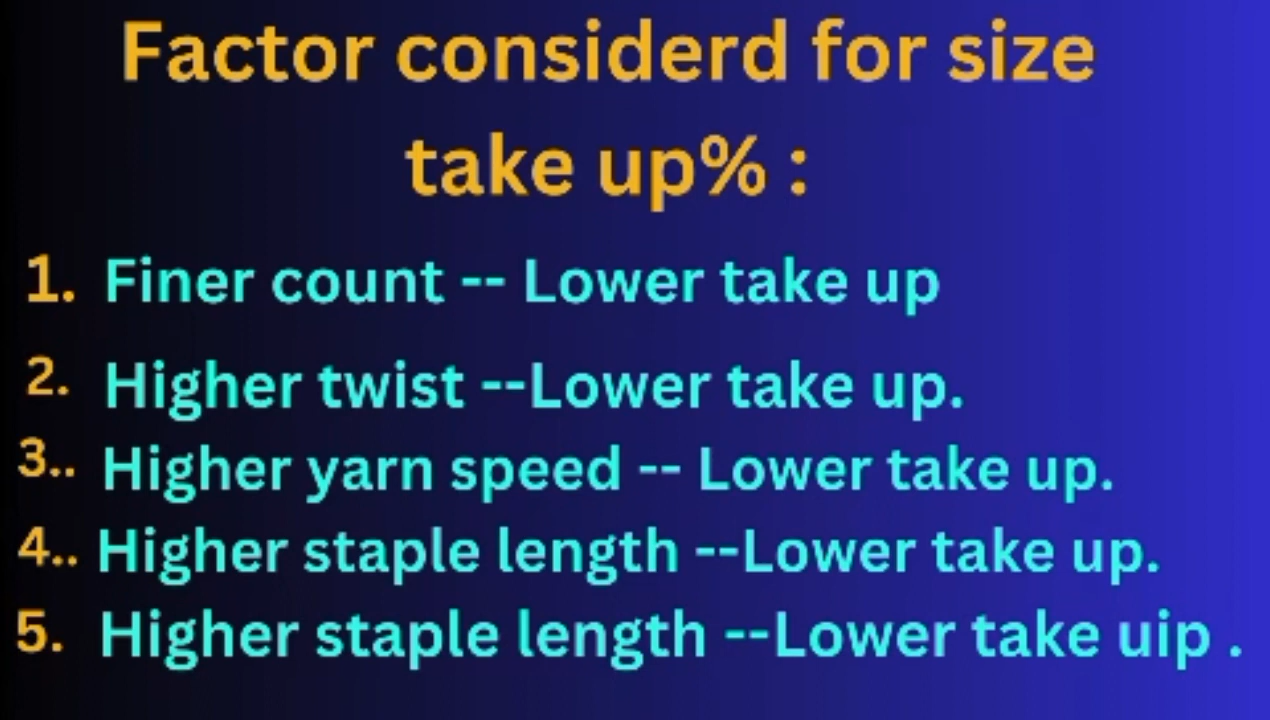 Factor considerd for size
take up% :
1. Finer count -- Lower take up
2. Higher twist --Lower take up.
3.. Higher yarn speed -- Lower take up.
4.. Higher staple length --Lower take up.
5. Higher staple length --Lower take uip .